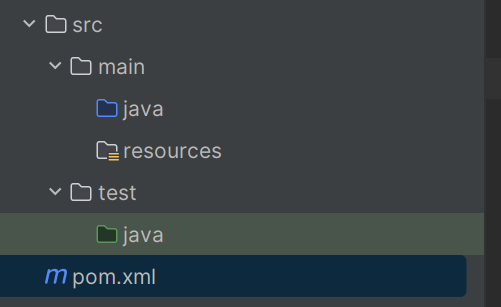 src
main
java
resources
test
java
m pom.xml